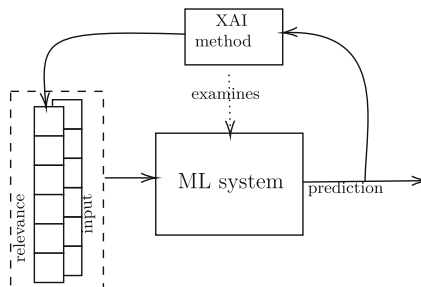 XAI
method
examines
ML system
prediction
relevance
input